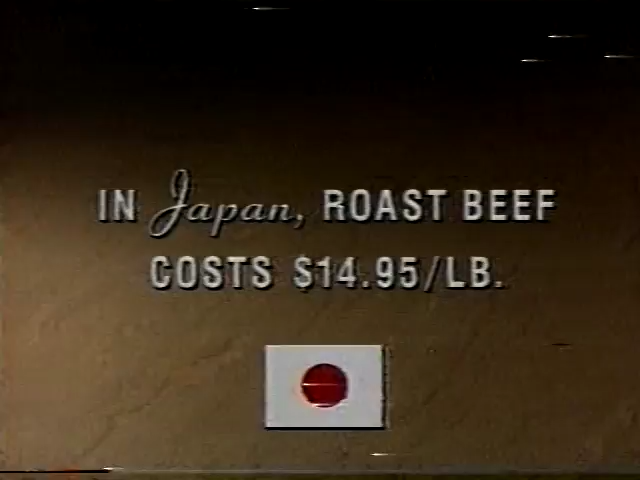 IN Japan, ROAST BEEF
COSTS $14.95/LB.